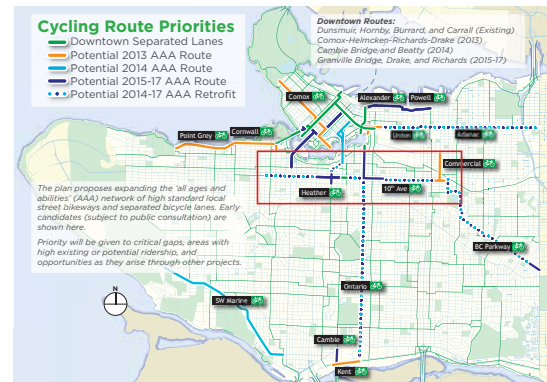 Cycling Route Priorities
Downtown Separated Lanes
Potential 2013 AAA Route
Potential 2014 AAA Route
Potential 2015-17 AAA Route
Potential 2014-17 AAA Retrofit
Downtown Routes:
Dunsmuir, Hornby, Burrard, and Carrall (Existing)
Comox-Helmcken-Richards-Drake (2013)
Cambie Bridge and Beatty (2014)
Granville Bridge, Drake, and Richards (2015-17)
Comox
Alexander
Powell
Point Grey
Cornwall
Union
Adanac
Commercial
Heather
10th Ave
The plan proposes expanding the 'all ages and
abilities' (AAA) network of high standard local
street bikeways and separated bicycle lanes. Early
candidates (subject to public consultation) are
shown here.
Priority will be given to critical gaps, areas with
high existing or potential ridership, and
opportunities as they arise through other projects.
BC Parkway
N
SW Marine
Ontario
Cambie
Kent